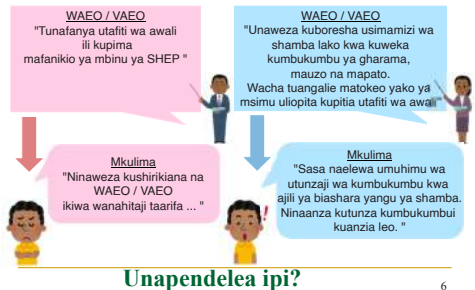 WAEO / VAEO
"Tunafanya utafiti wa awali
ili kupima
mafanikio ya mbinu ya SHEP "
WAEO / VAEO
"Unaweza kuboresha usimamizi wa
shamba lako kwa kuweka
kumbukumbu ya gharama,
mauzo na mapato.
Wacha tuangalie matokeo yako ya
msimu uliopita kupitia utafiti wa awali"
Mkulima
"Ninaweza kushirikiana na
WAEO / VAEO
ikiwa wanahitaji taarifa ... "
Mkulima
"Sasa naelewa umuhimu wa
utunzaji wa kumbukumbu kwa
ajili ya biashara yangu ya shamba.
Ninaanza kutunza kumbukumbui
kuanzia leo. "
Unapendelea ipi?
6